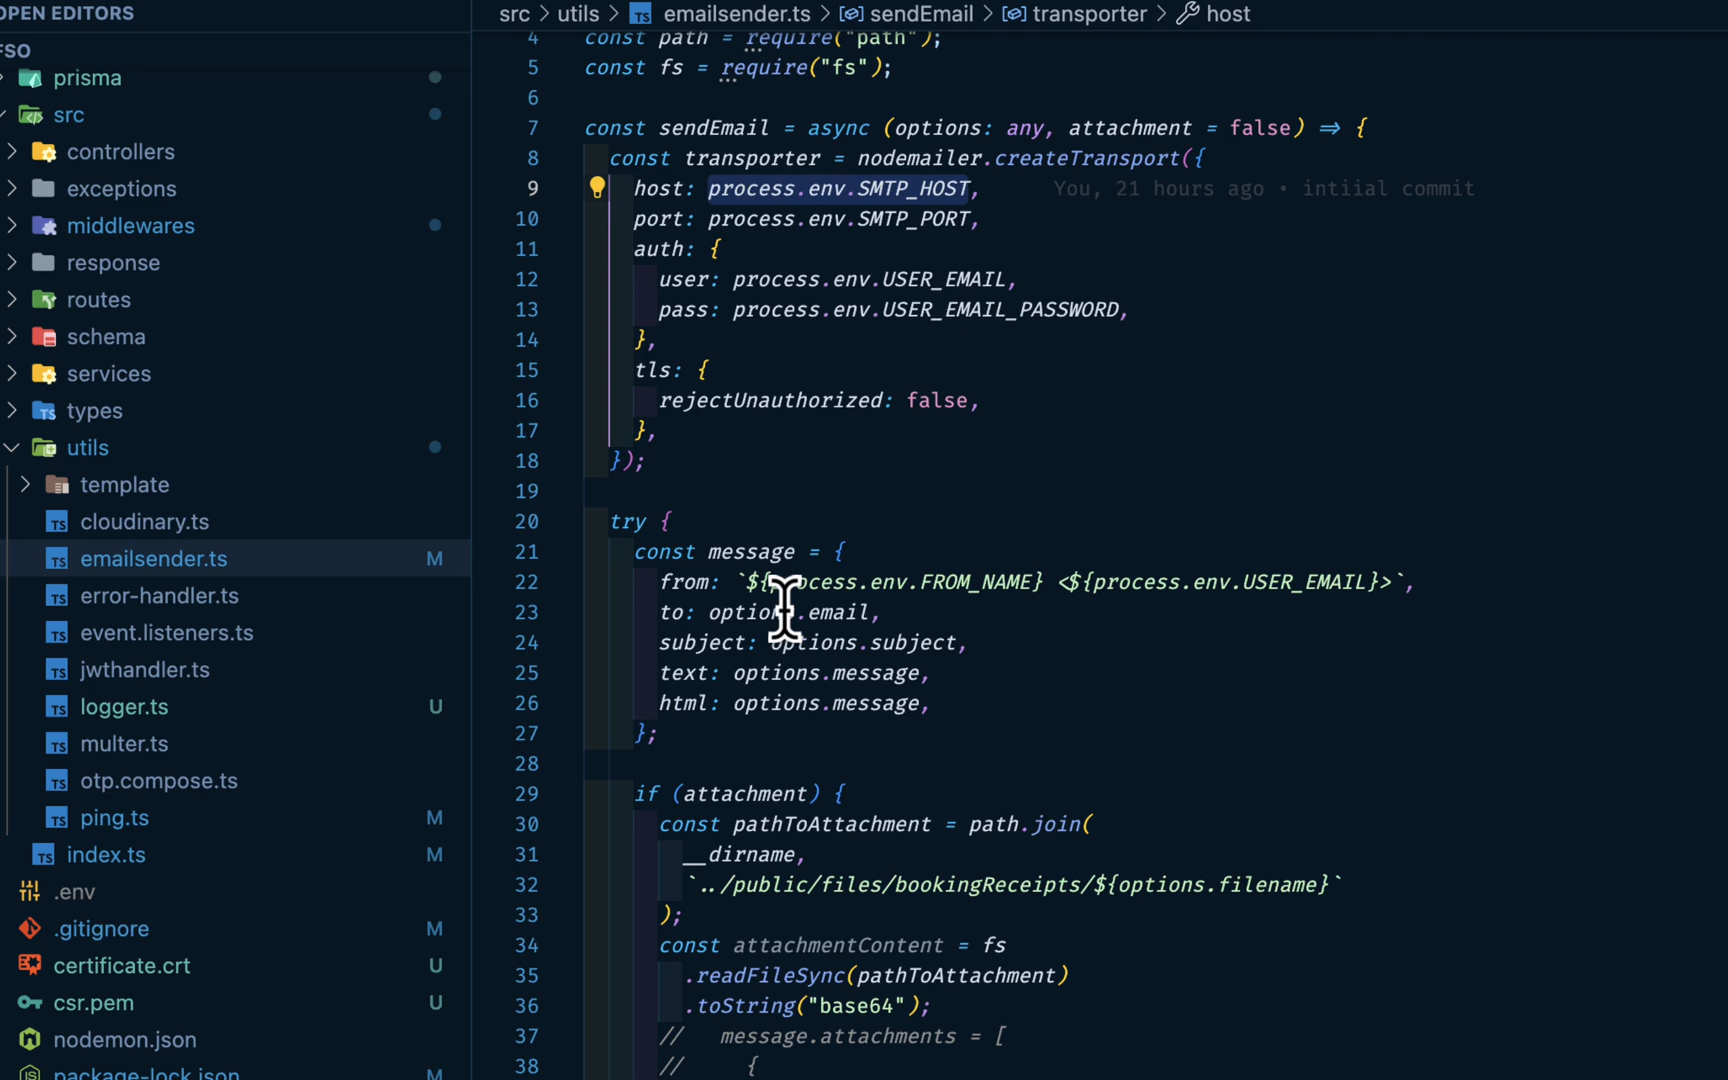 OPEN EDITORS
FSO
prisma
src
controllers
exceptions
middlewares
response
routes
schema
services
types
utils
template
cloudinary.ts
emailsender.ts M
error-handler.ts
event.listeners.ts
jwthandler.ts
logger.ts U
multer.ts
otp.compose.ts
ping.ts M
index.ts M
.env
.gitignore M
certificate.crt U
csr.pem U
nodemon.json
package-lock.json M
src > utils > TS emailsender.ts > sendEmail > transporter > host
4 const path = require("path");
5 const fs = require("fs");
6
7 const sendEmail = async (options: any, attachment = false) => {
8 const transporter = nodemailer.createTransport({
9 host: process.env.SMTP_HOST, You, 21 hours ago • intiial commit
10 port: process.env.SMTP_PORT,
11 auth: {
12 user: process.env.USER_EMAIL,
13 pass: process.env.USER_EMAIL_PASSWORD,
14 },
15 tls: {
16 rejectUnauthorized: false,
17 },
18 });
19
20 try {
21 const message = {
22 from: `${process.env.FROM_NAME} <${process.env.USER_EMAIL}>`,
23 to: options.email,
24 subject: options.subject,
25 text: options.message,
26 html: options.message,
27 };
28
29 if (attachment) {
30 const pathToAttachment = path.join(
31 __dirname,
32 `../public/files/bookingReceipts/${options.filename}`
33 );
34 const attachmentContent = fs
35 .readFileSync(pathToAttachment)
36 .toString("base64");
37 // message.attachments = [
38 // {